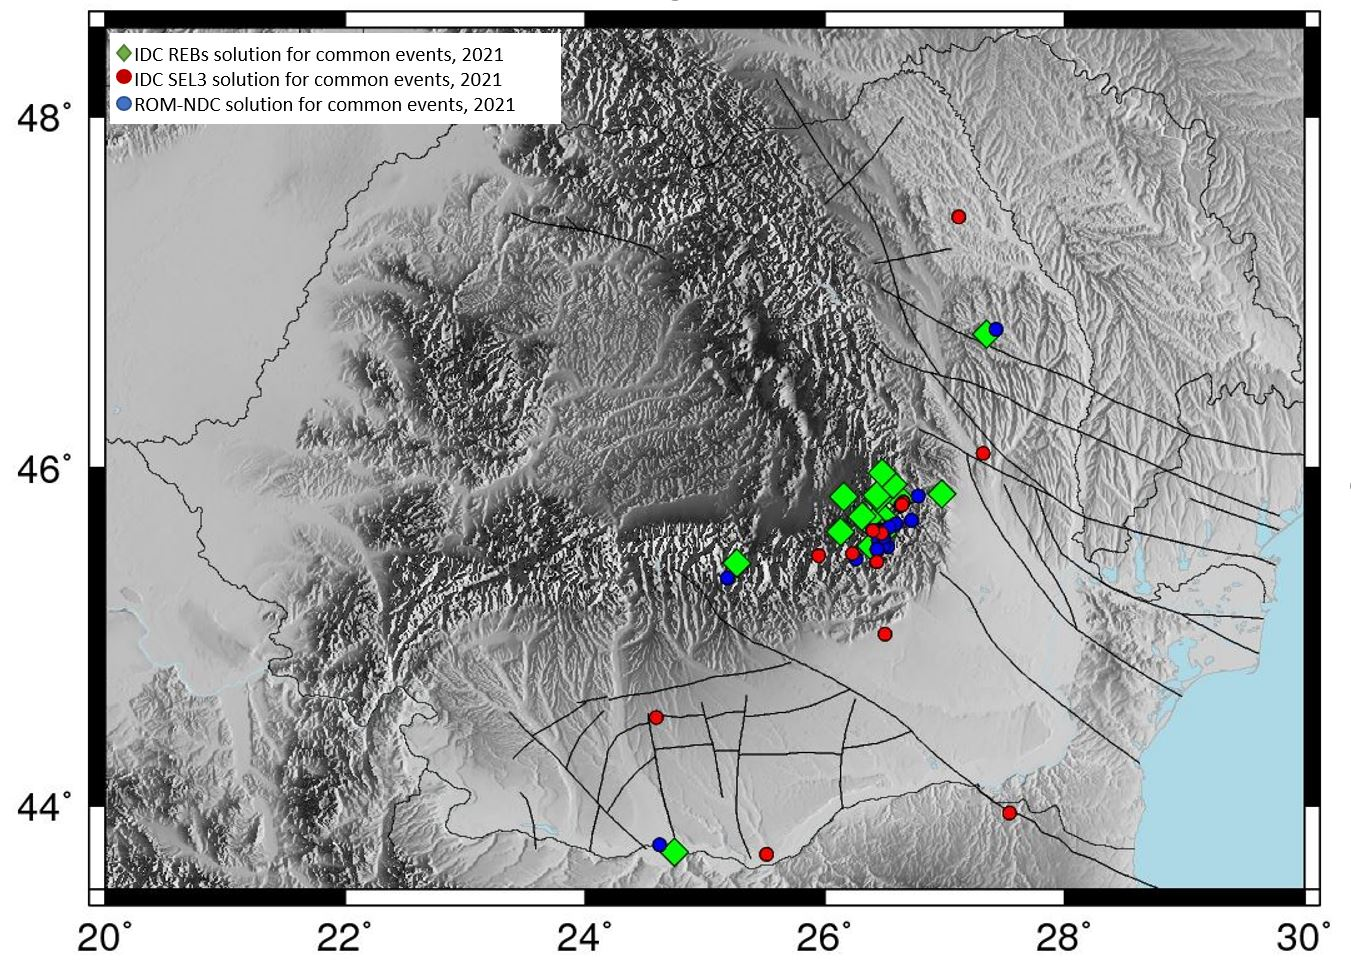 IDC REBs solution for common events, 2021
IDC SEL3 solution for common events, 2021
ROM-NDC solution for common events, 2021
48°
46°
44°
20° 22° 24° 26° 28° 30°